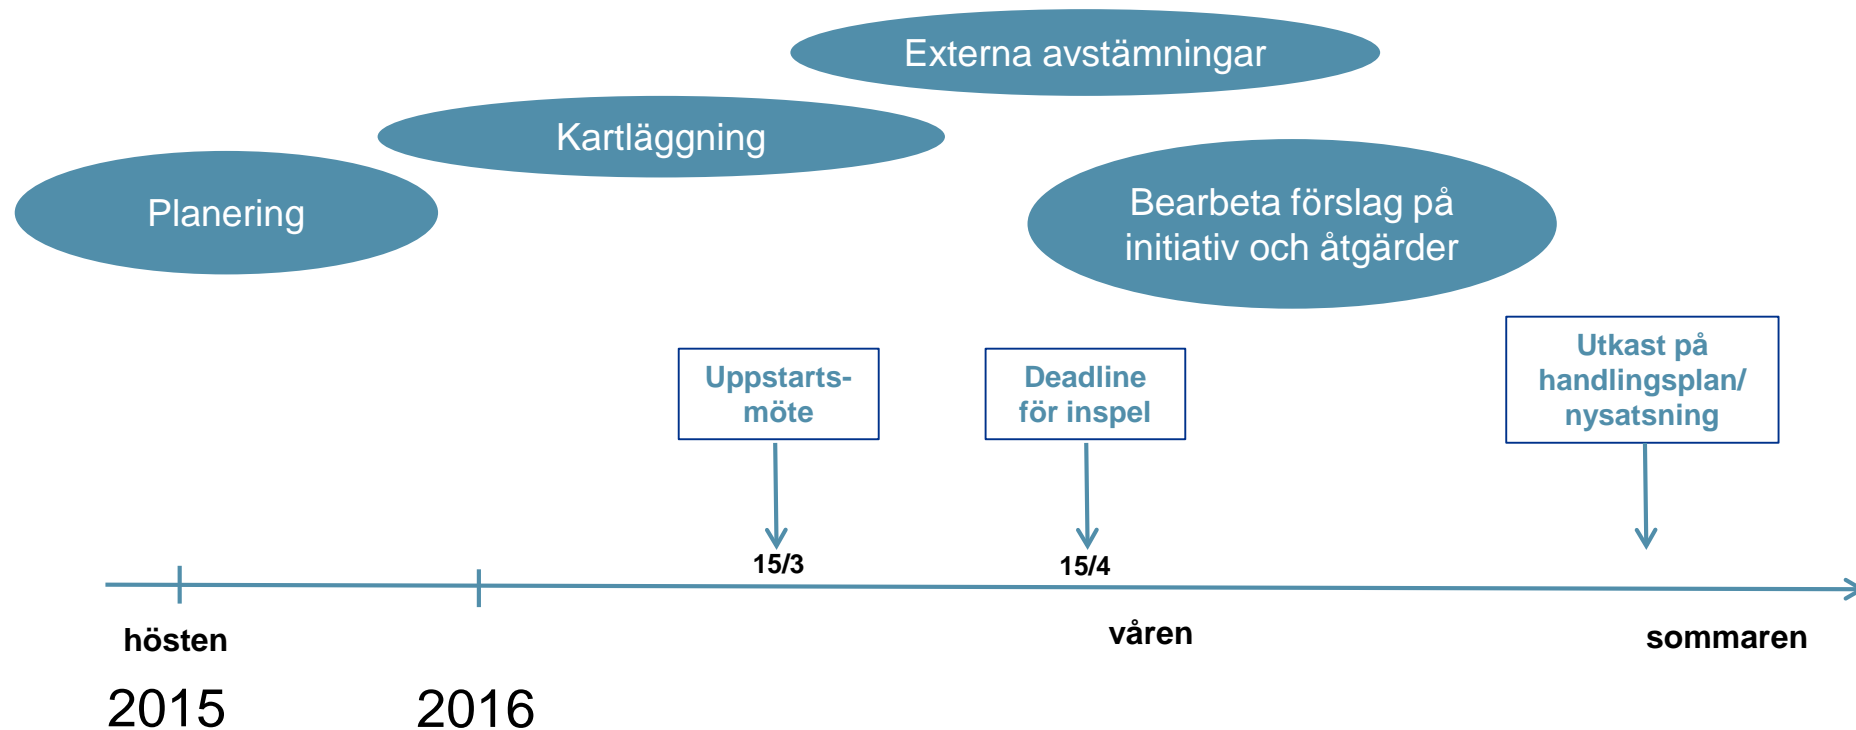 Externa avstämningar
Kartläggning
Planering
Bearbeta förslag på
initiativ och åtgärder
Uppstarts-
möte
Deadline
för inspel
Utkast på
handlingsplan/
nysatsning
15/3
15/4
hösten
våren
sommaren
2015
2016